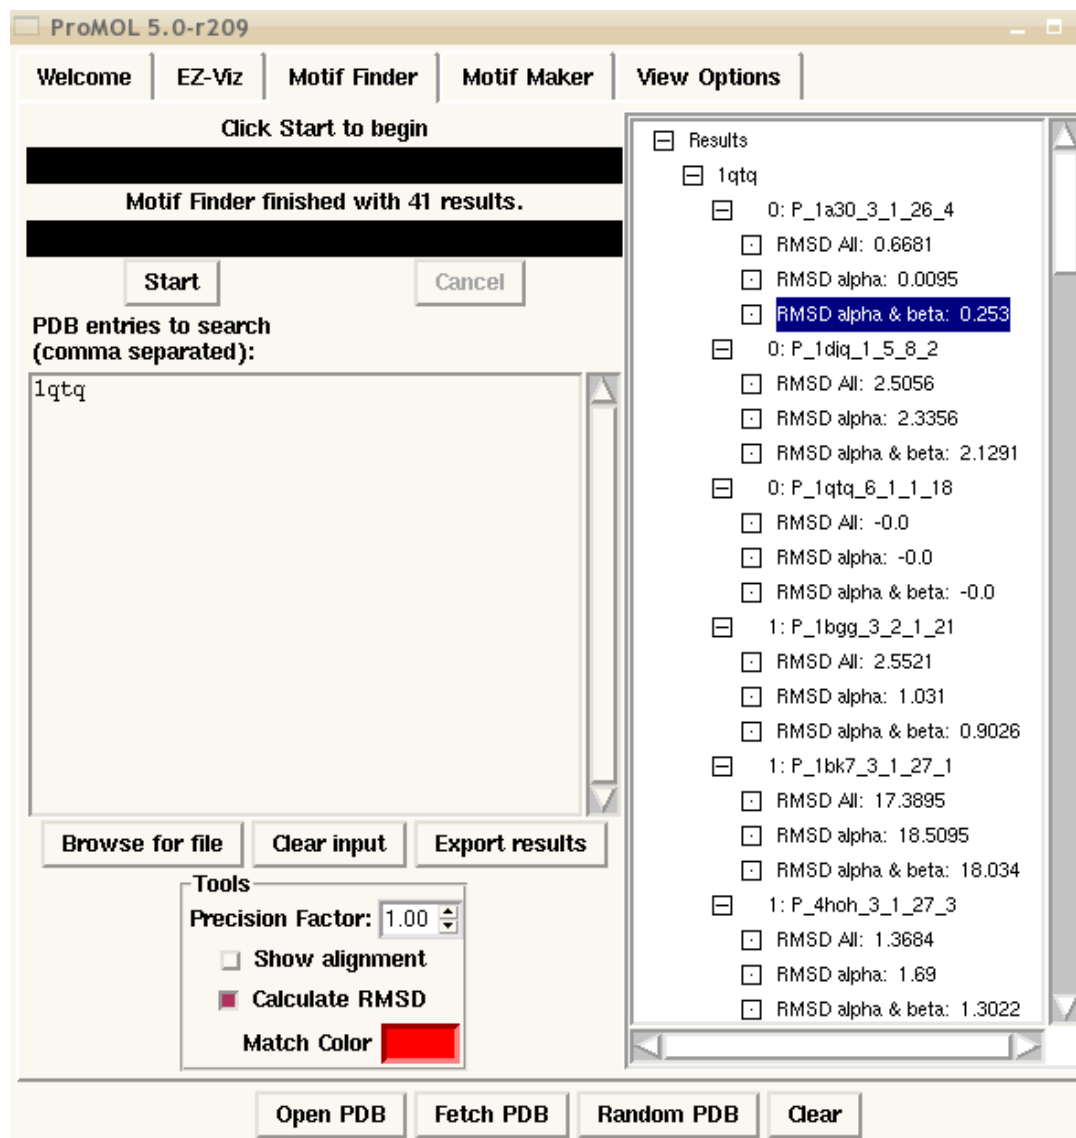 ProMOL 5.0-r209
Welcome EZ-Viz Motif Finder Motif Maker View Options
Click Start to begin
Motif Finder finished with 41 results.
Start Cancel
PDB entries to search
(comma separated):
1qtq
Browse for file Clear input Export results
Tools
Precision Factor: 1.00
Show alignment
Calculate RMSD
Match Color
Results
1qtq
0: P_1a30_3_1_26_4
RMSD All: 0.6681
RMSD alpha: 0.0095
RMSD alpha & beta: 0.253
0: P_1diq_1_5_8_2
RMSD All: 2.5056
RMSD alpha: 2.3356
RMSD alpha & beta: 2.1291
0: P_1qtq_6_1_1_18
RMSD All: -0.0
RMSD alpha: -0.0
RMSD alpha & beta: -0.0
1: P_1bgg_3_2_1_21
RMSD All: 2.5521
RMSD alpha: 1.031
RMSD alpha & beta: 0.9026
1: P_1bk7_3_1_27_1
RMSD All: 17.3895
RMSD alpha: 18.5095
RMSD alpha & beta: 18.034
1: P_4hoh_3_1_27_3
RMSD All: 1.3684
RMSD alpha: 1.69
RMSD alpha & beta: 1.3022
Open PDB Fetch PDB Random PDB Clear